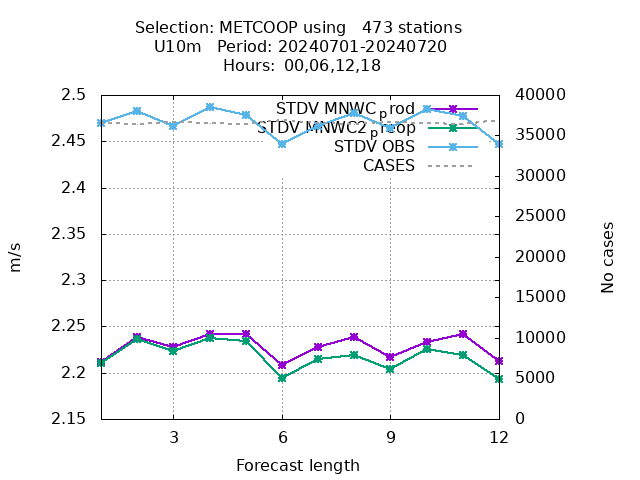 Selection: METCOOP using 473 stations
U10m Period: 20240701-20240720
Hours: 00,06,12,18
2.5
2.45
2.4
2.35
2.3
2.25
2.2
2.15
40000
35000
30000
25000
20000
15000
10000
5000
0
STDV MNWC_prod
STDV MNWC2_preop
STDV OBS
CASES
m/s
No cases
3
6
9
12
Forecast length